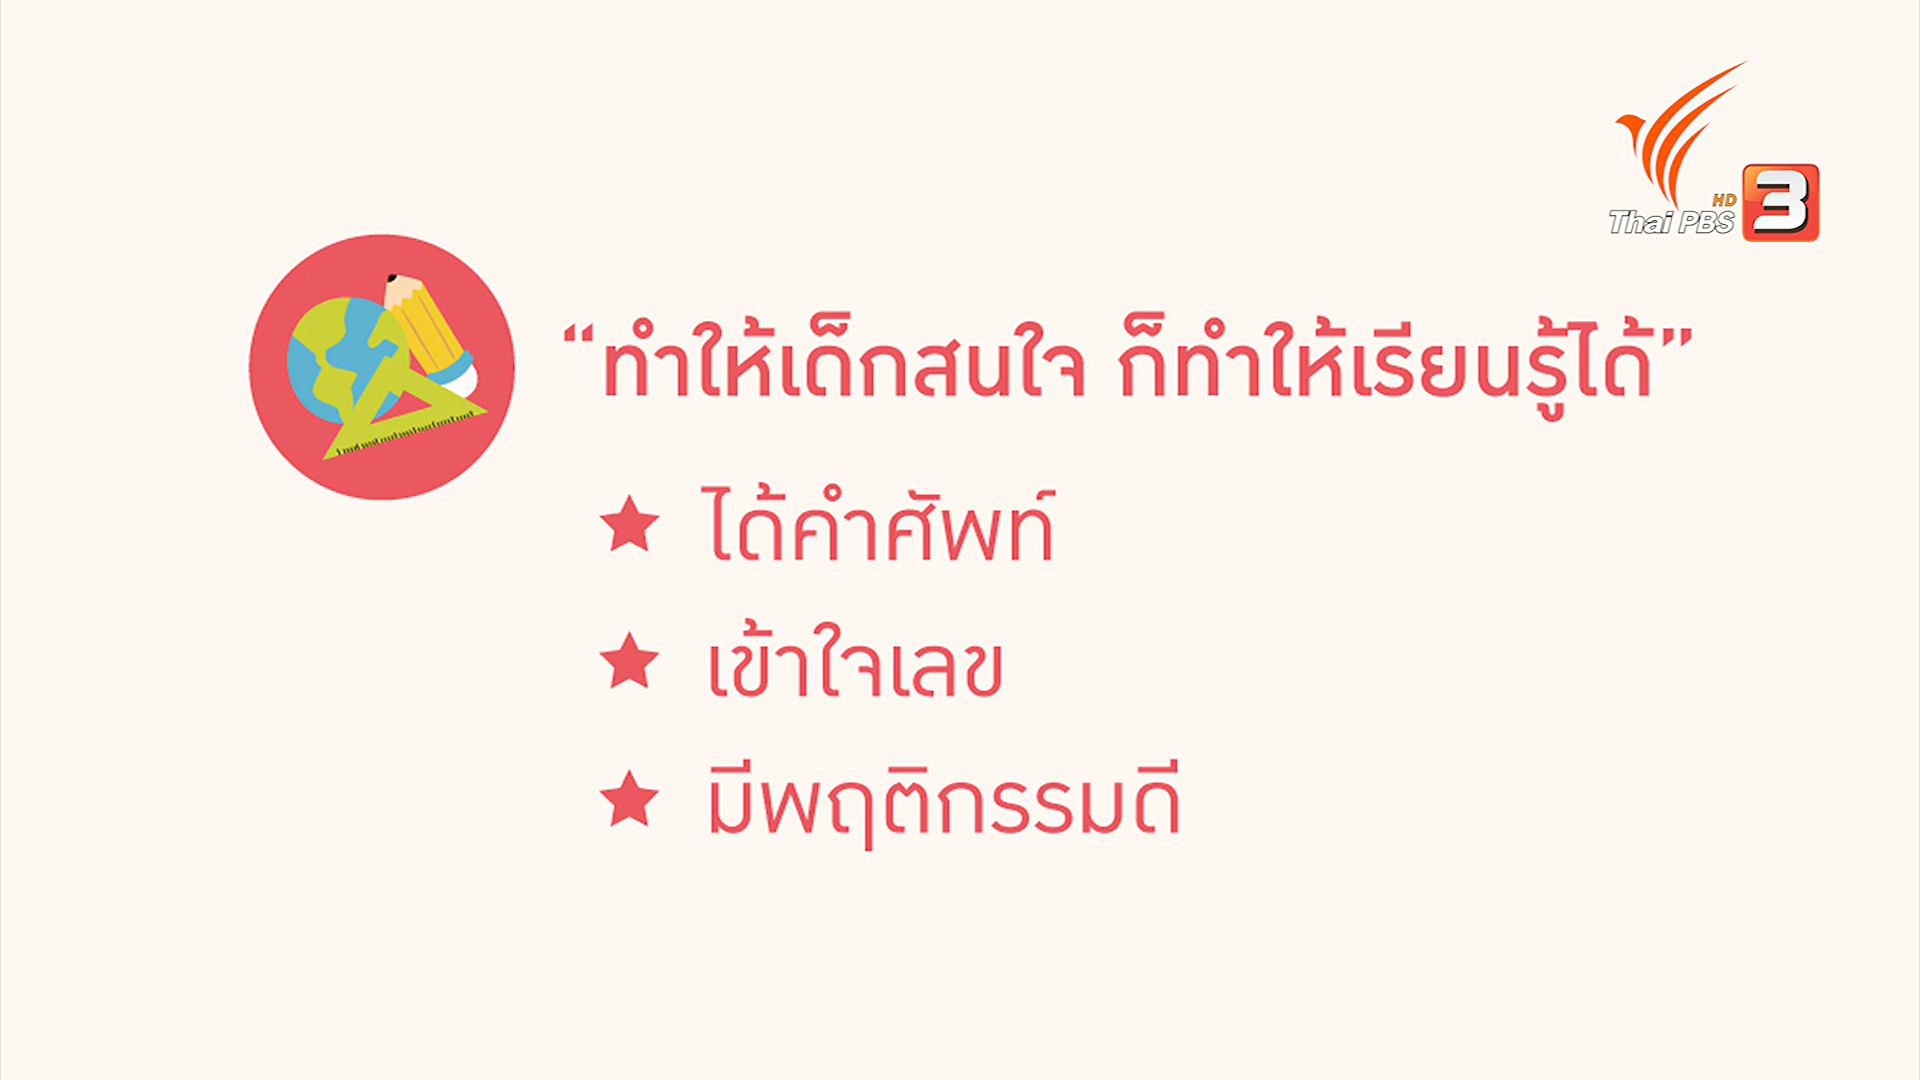 HD
Thai PBS 3
“ทำให้เด็กสนใจ ก็ทำให้เรียนรู้ได้”
ได้คำศัพท์
เข้าใจเลข
มีพฤติกรรมดี